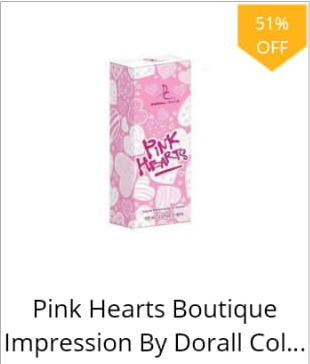 51%
OFF
PINK
HEARTS
Pink Hearts Boutique
Impression By Dorall Col...